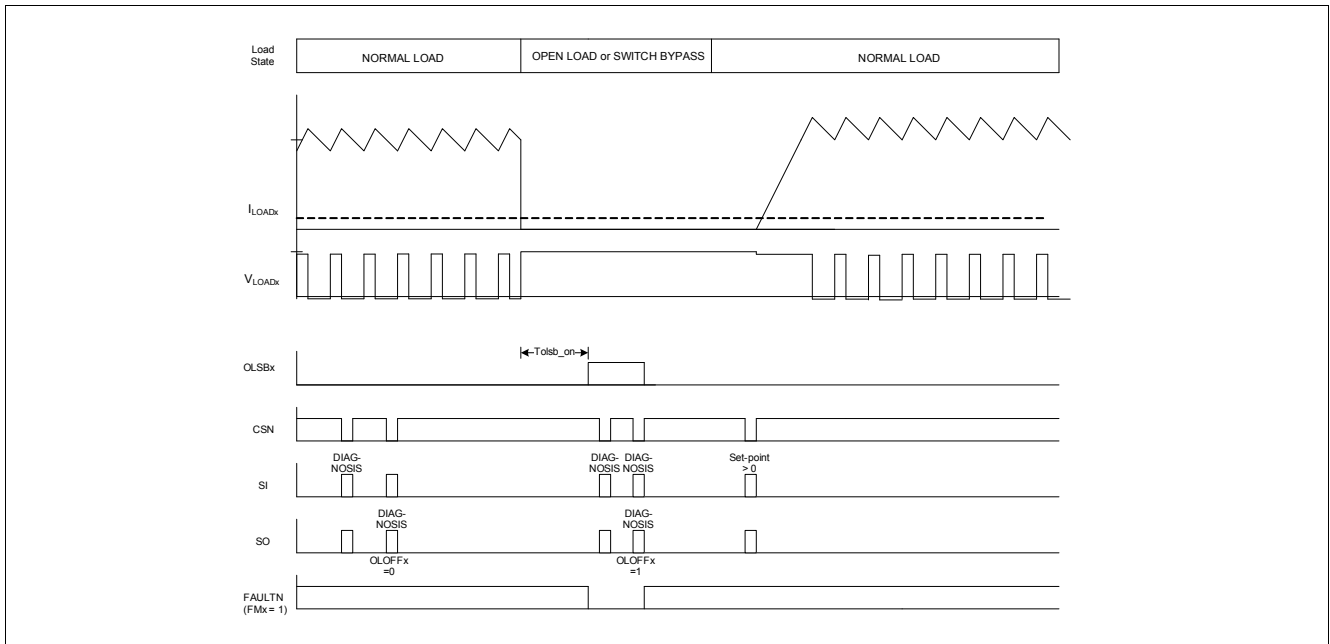 Load
State
NORMAL LOAD
OPEN LOAD or SWITCH BYPASS
NORMAL LOAD
ILOADx
VLOADx
Tolsb_on
OLSBx
CSN
DIAG-
NOSIS
DIAG-
NOSIS
DIAG-
NOSIS
Set-point
> 0
SI
DIAG-
NOSIS
DIAG-
NOSIS
SO
OLOFFx
=0
OLOFFx
=1
FAULTN
(FMx = 1)